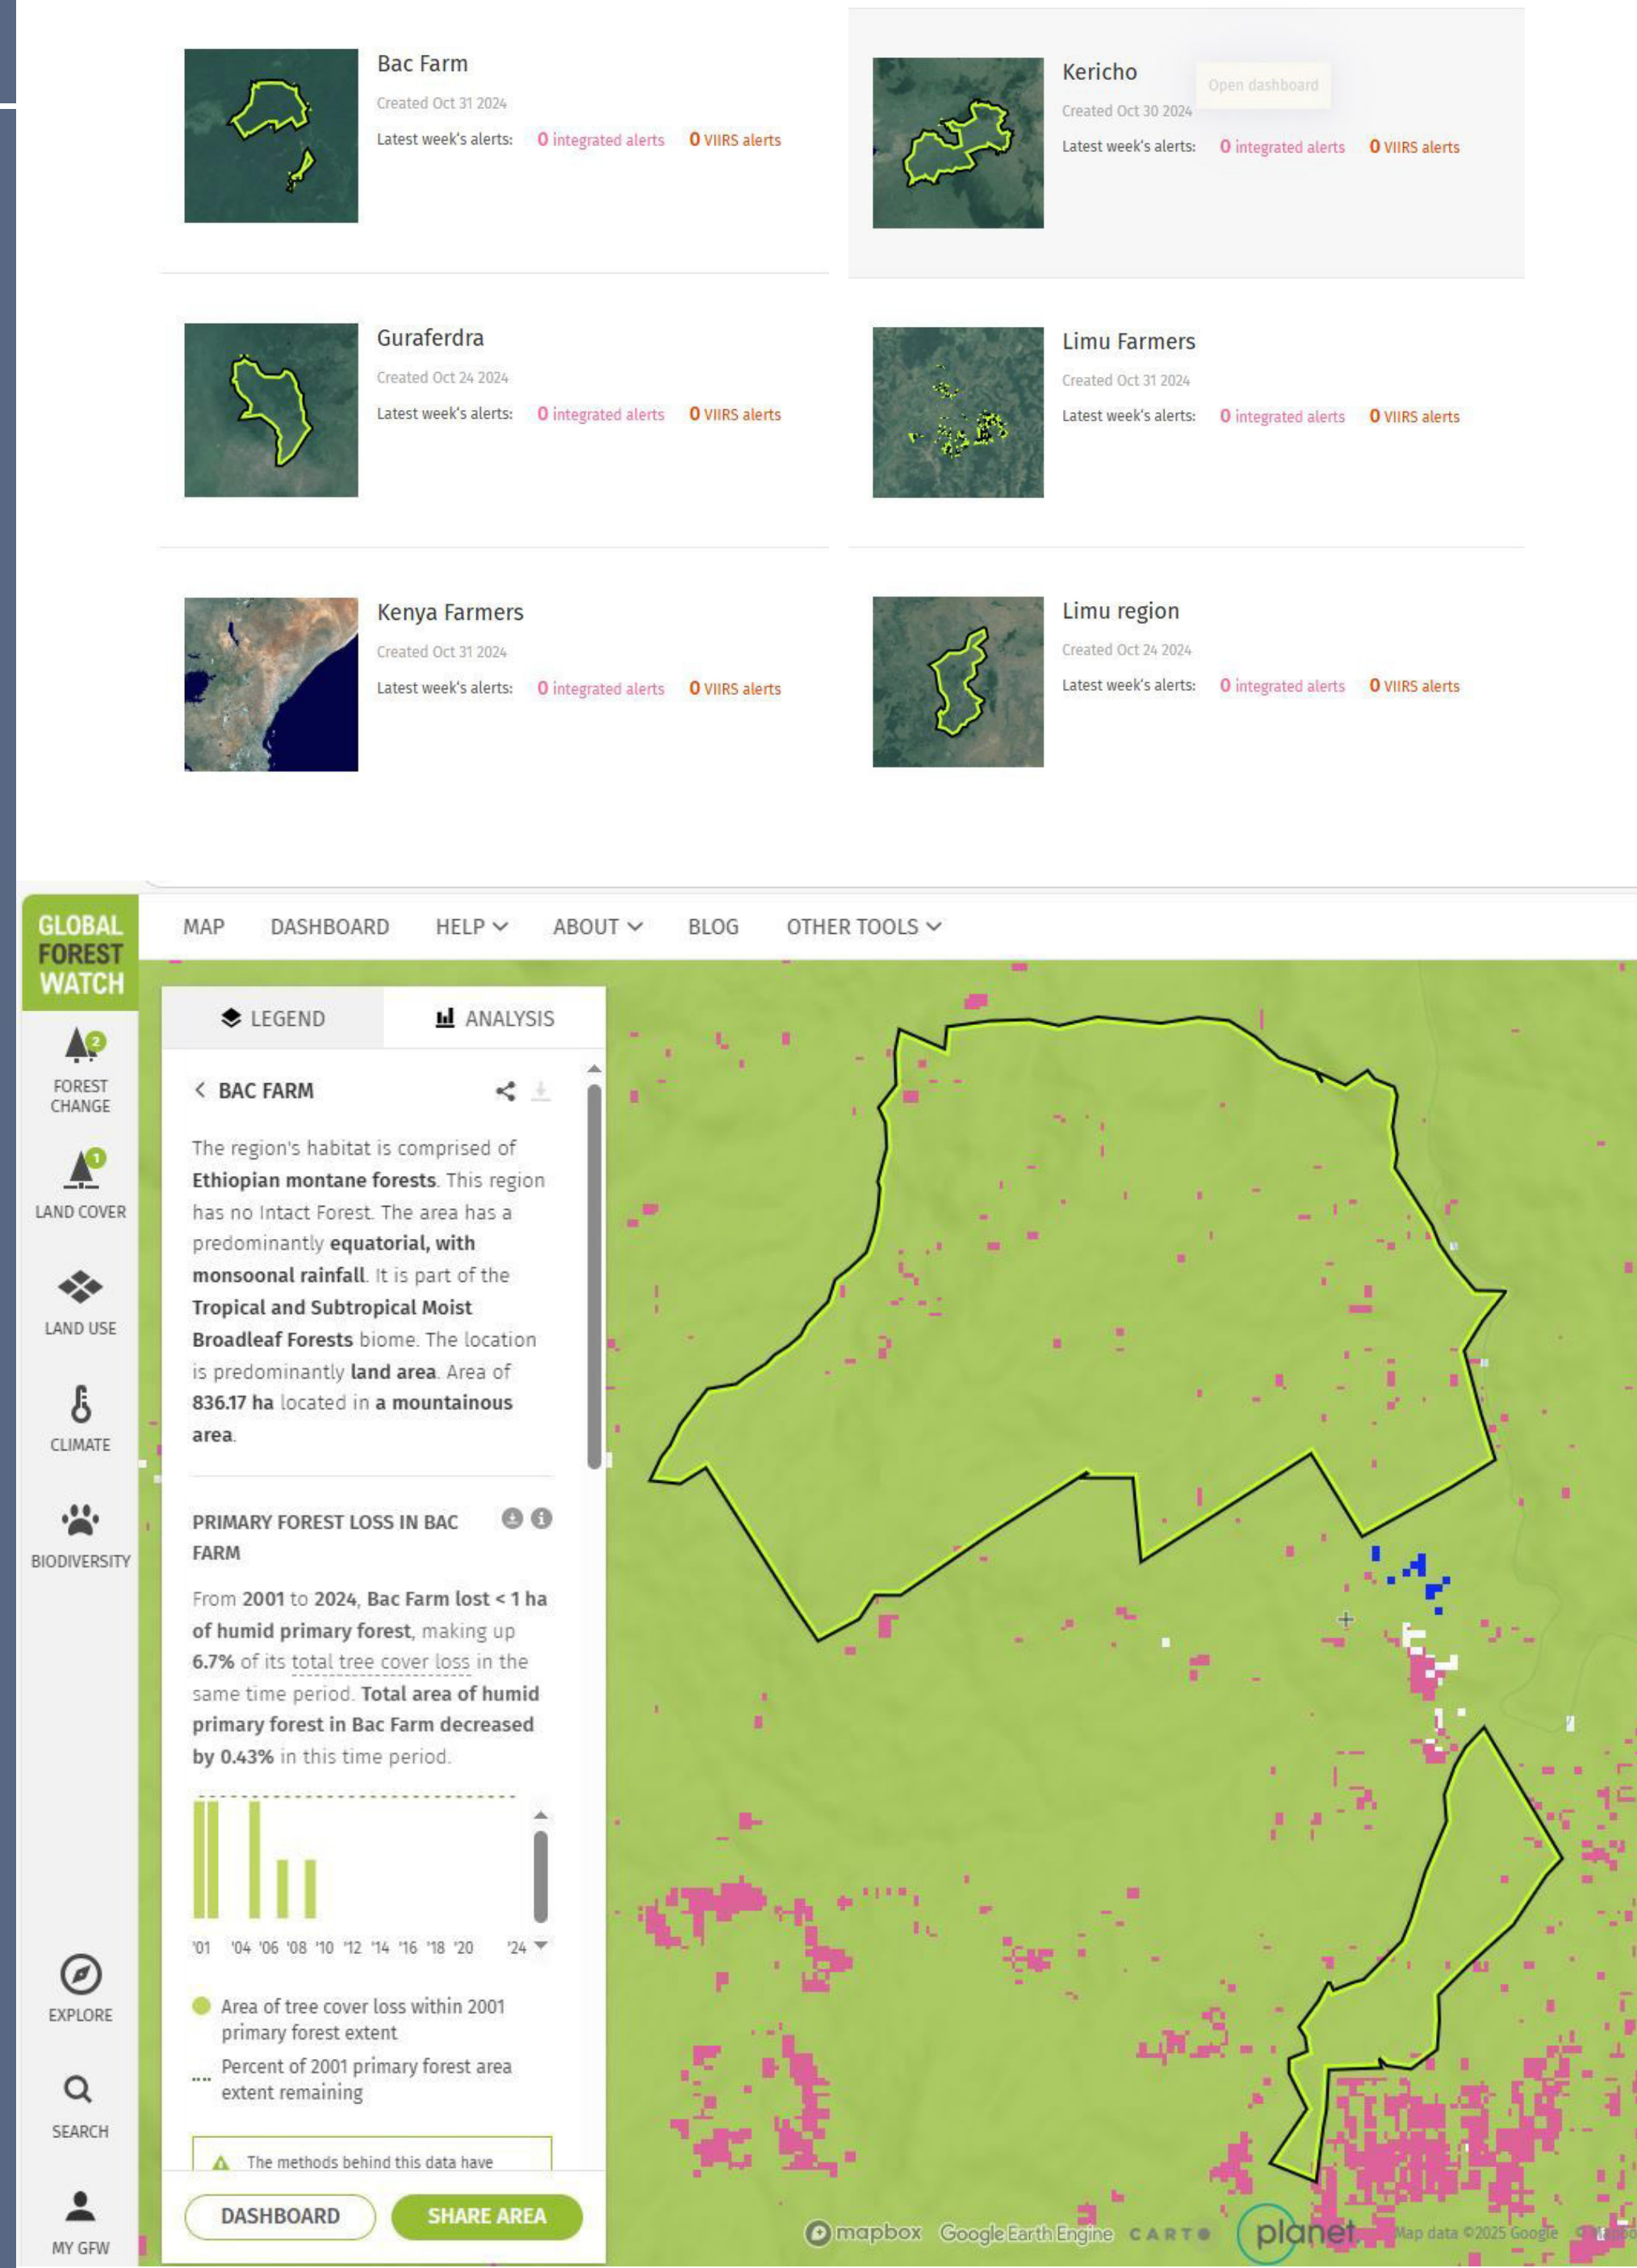 Bac Farm
Created Oct 31 2024
Latest week's alerts: 0 integrated alerts 0 VIIRS alerts
Kericho
Open dashboard
Created Oct 30 2024
Latest week's alerts: 0 integrated alerts 0 VIIRS alerts
Guraferdra
Created Oct 24 2024
Latest week's alerts: 0 integrated alerts 0 VIIRS alerts
Limu Farmers
Created Oct 31 2024
Latest week's alerts: 0 integrated alerts 0 VIIRS alerts
Kenya Farmers
Created Oct 31 2024
Latest week's alerts: 0 integrated alerts 0 VIIRS alerts
Limu region
Created Oct 24 2024
Latest week's alerts: 0 integrated alerts 0 VIIRS alerts
GLOBAL
FOREST
WATCH
MAP DASHBOARD HELP ABOUT BLOG OTHER TOOLS
2
FOREST
CHANGE
1
LAND COVER
LAND USE
CLIMATE
BIODIVERSITY
EXPLORE
SEARCH
MY GFW
LEGEND ANALYSIS
BAC FARM
The region's habitat is comprised of
Ethiopian montane forests. This region
has no Intact Forest. The area has a
predominantly equatorial, with
monsoonal rainfall. It is part of the
Tropical and Subtropical Moist
Broadleaf Forests biome. The location
is predominantly land area. Area of
836.17 ha located in a mountainous
area.
PRIMARY FOREST LOSS IN BAC
FARM
From 2001 to 2024, Bac Farm lost < 1 ha
of humid primary forest, making up
6.7% of its total tree cover loss in the
same time period. Total area of humid
primary forest in Bac Farm decreased
by 0.43% in this time period.
'01 '04 '06 '08 '10 '12 '14 '16 '18 '20 '24
Area of tree cover loss within 2001
primary forest extent
Percent of 2001 primary forest area
extent remaining
The methods behind this data have
DASHBOARD SHARE AREA
mapbox Google Earth Engine CARTO planet. Map data ©2025 Google